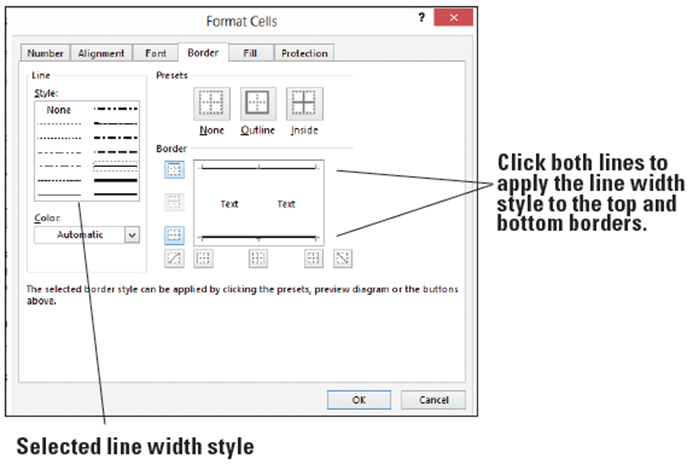 Format Cells
?
Number Alignment Font Border Fill Protection
Line
Style:
None
Color:
Automatic
Presets
None Outline Inside
Border
Text Text
The selected border style can be applied by clicking the presets, preview diagram or the buttons
above.
OK Cancel
Click both lines to
apply the line width
style to the top and
bottom borders.
Selected line width style